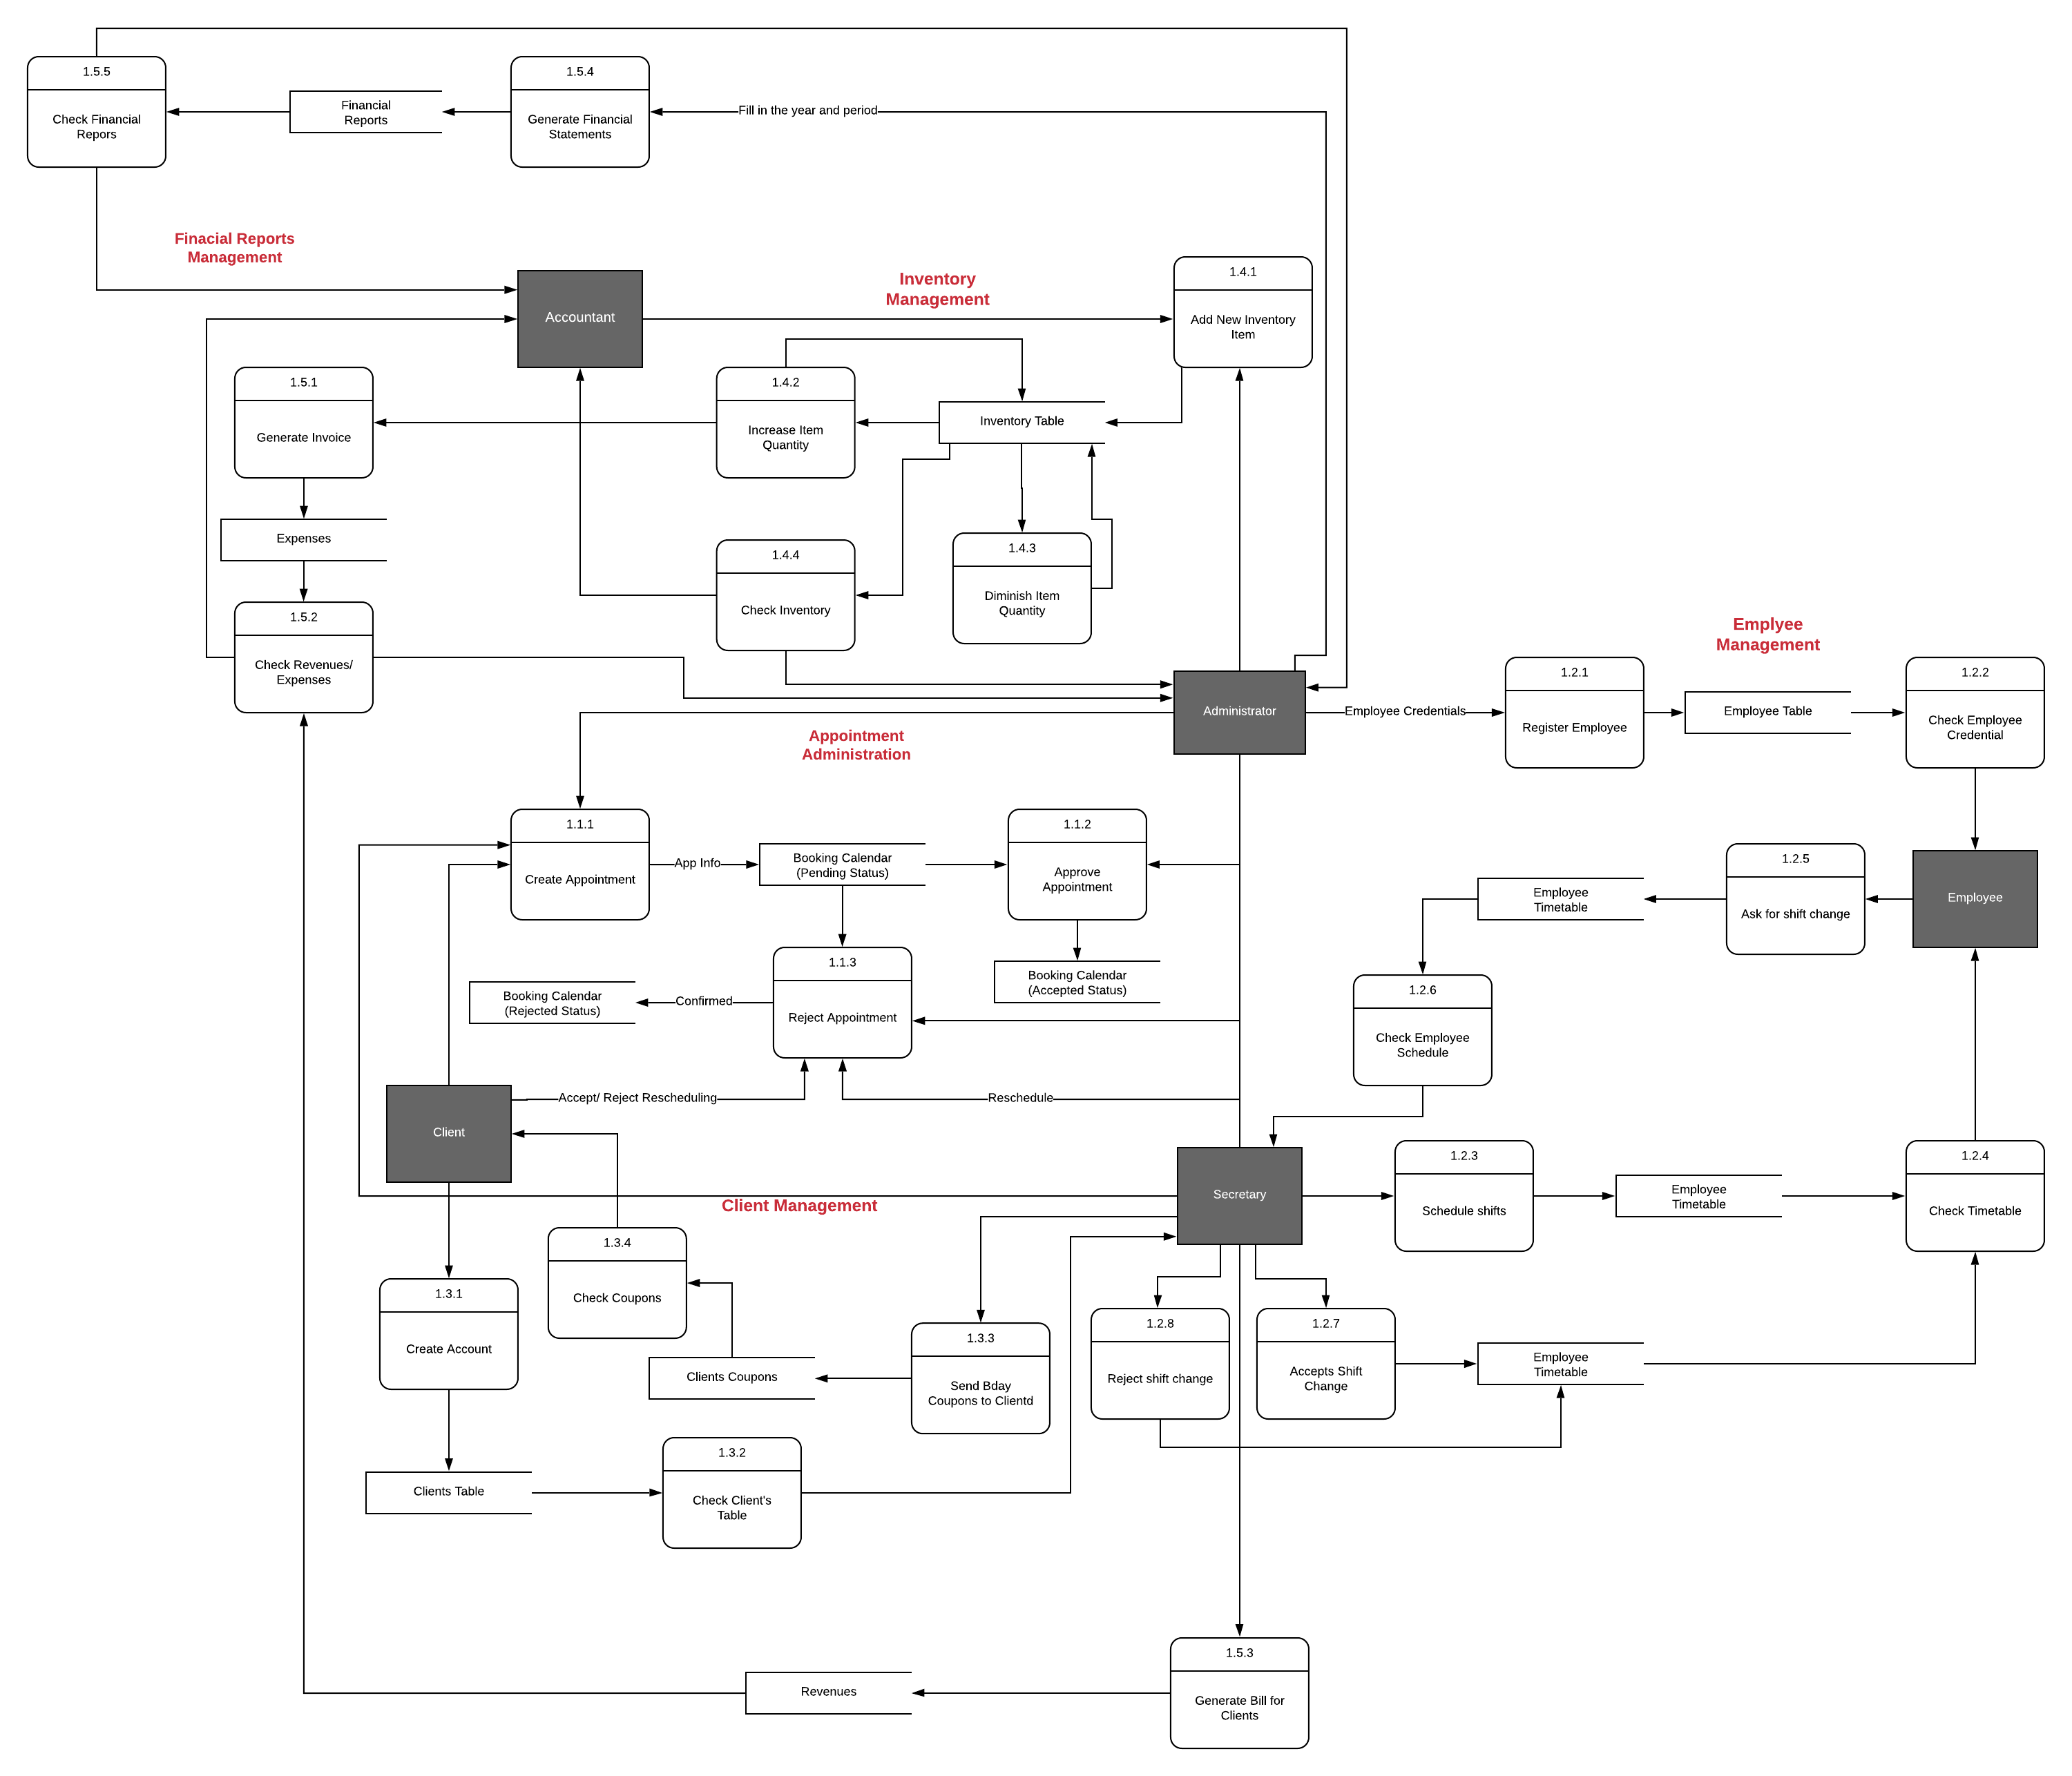 1.5.5
Check Financial
Repors
Financial
Reports
1.5.4
Generate Financial
Statements
Fill in the year and period
Finacial Reports
Management
Accountant
Inventory
Management
1.4.1
Add New Inventory
Item
1.5.1
Generate Invoice
1.4.2
Increase Item
Quantity
Inventory Table
Expenses
1.4.4
Check Inventory
1.4.3
Diminish Item
Quantity
1.5.2
Check Revenues/
Expenses
Administrator
Employee Credentials
Emplyee
Management
1.2.1
Register Employee
Employee Table
1.2.2
Check Employee
Credential
Appointment
Administration
1.1.1
Create Appointment
App Info
Booking Calendar
(Pending Status)
1.1.2
Approve
Appointment
Employee
Timetable
1.2.5
Ask for shift change
Employee
Booking Calendar
(Rejected Status)
Confirmed
1.1.3
Reject Appointment
Booking Calendar
(Accepted Status)
1.2.6
Check Employee
Schedule
Client
Accept/ Reject Rescheduling
Reschedule
Client Management
Secretary
1.2.3
Schedule shifts
Employee
Timetable
1.2.4
Check Timetable
1.3.4
Check Coupons
1.3.1
Create Account
Clients Coupons
1.3.3
Send Bday
Coupons to Clientd
1.2.8
Reject shift change
1.2.7
Accepts Shift
Change
Employee
Timetable
Clients Table
1.3.2
Check Client's
Table
1.5.3
Generate Bill for
Clients
Revenues